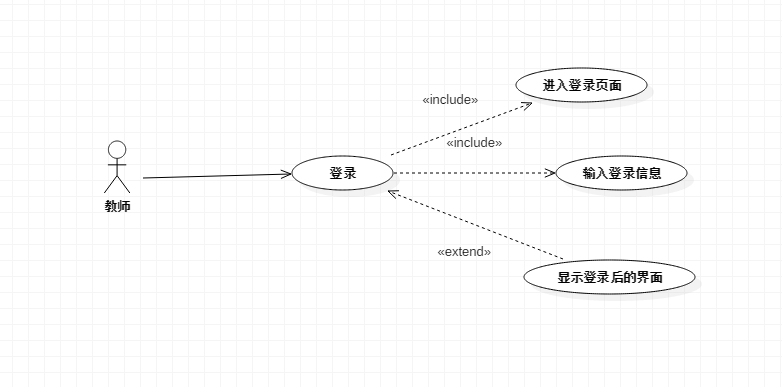 进入登录页面
«include»
«include»
登录
输入登录信息
教师
«extend»
显示登录后的界面